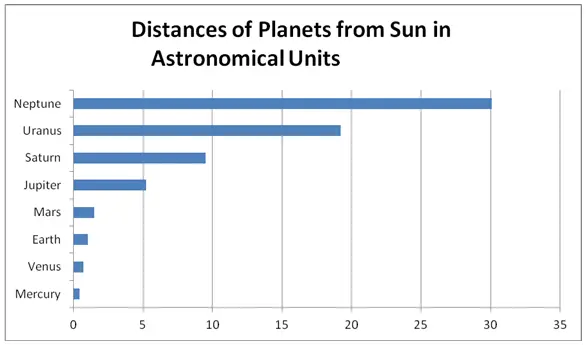 Distances of Planets from Sun in
Astronomical Units
Neptune
Uranus
Saturn
Jupiter
Mars
Earth
Venus
Mercury
0 5 10 15 20 25 30 35